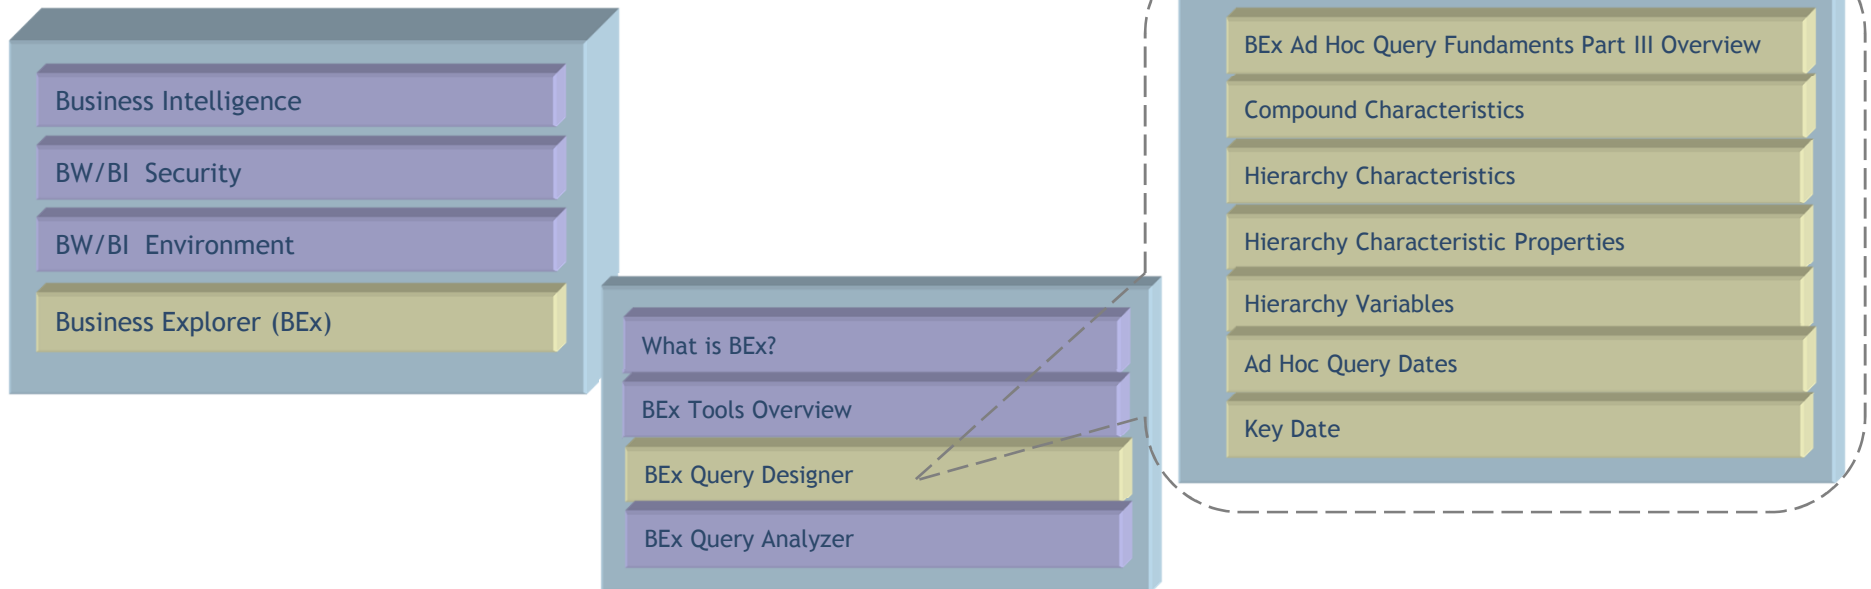 Business Intelligence
BW/BI  Security
BW/BI  Environment
Business Explorer (BEx)
What is BEx?
BEx Tools Overview
BEx Query Designer
BEx Query Analyzer
BEx Ad Hoc Query Fundaments Part III Overview
Compound Characteristics
Hierarchy Characteristics
Hierarchy Characteristic Properties
Hierarchy Variables
Ad Hoc Query Dates
Key Date